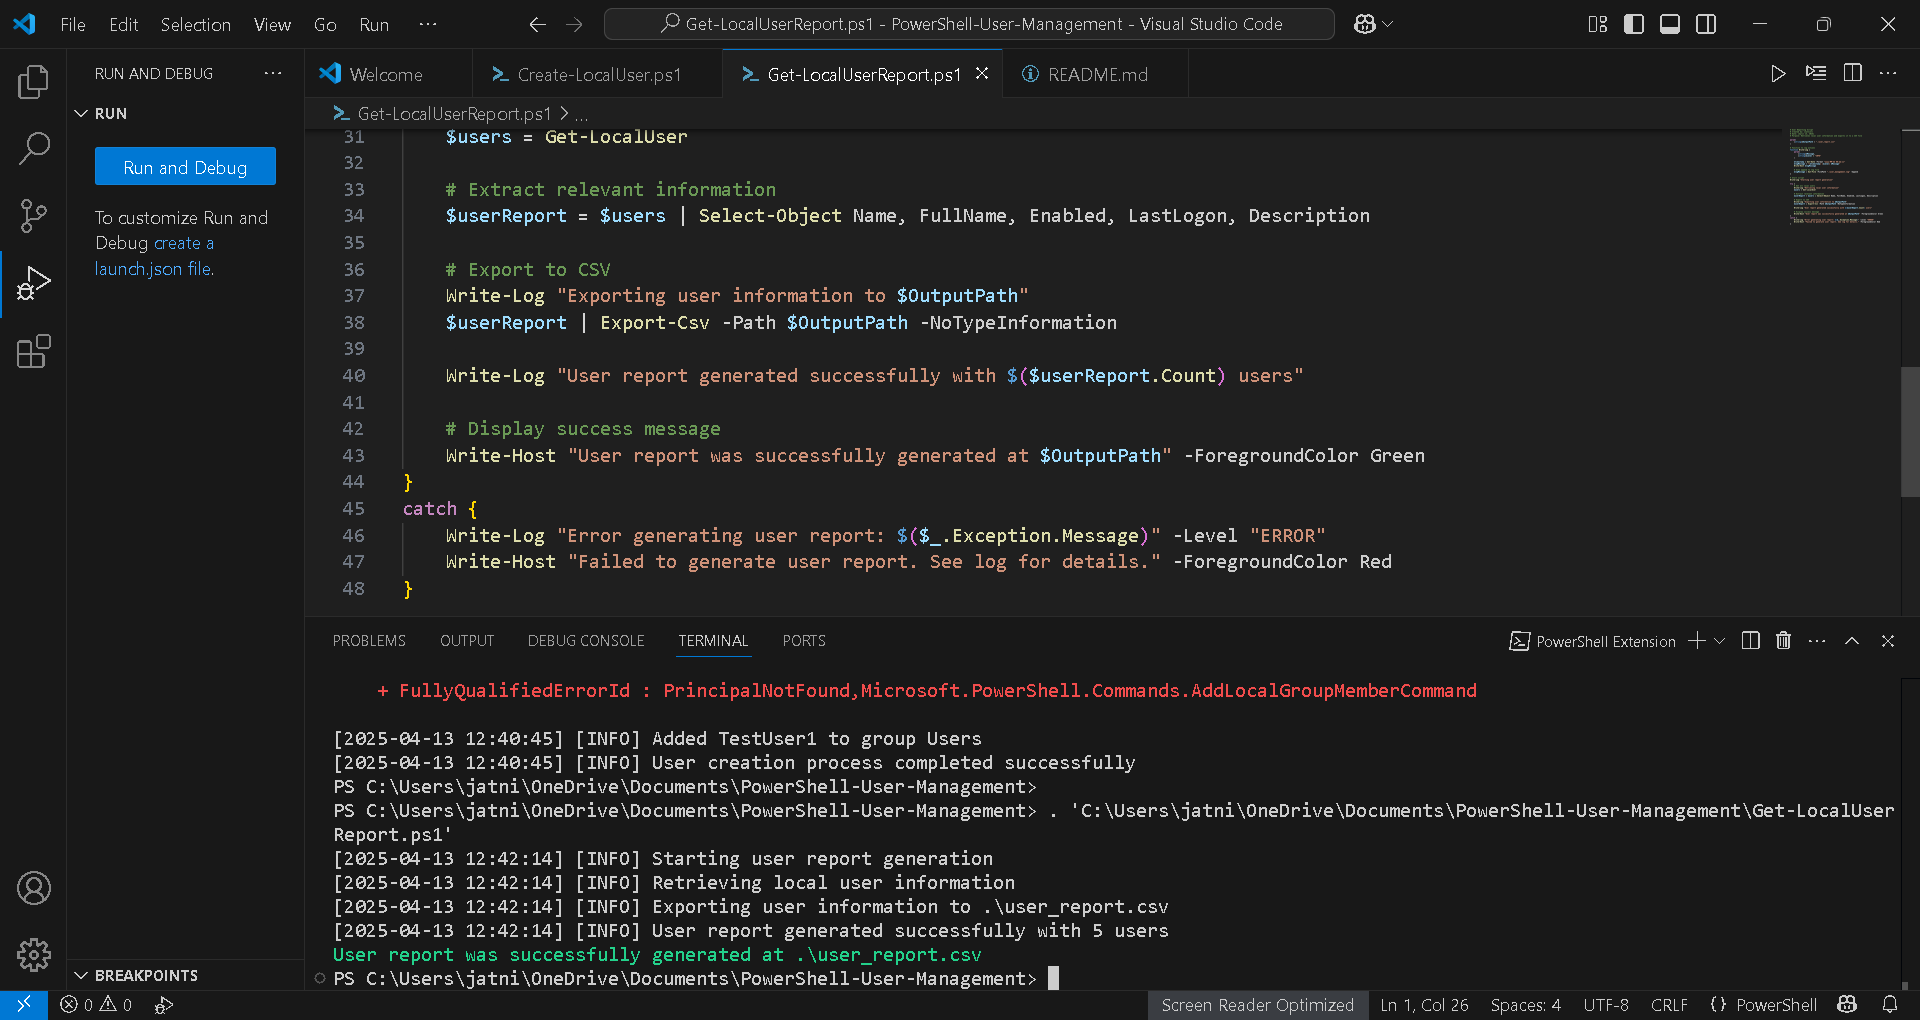 File Edit Selection View Go Run ···
Get-LocalUserReport.ps1 - PowerShell-User-Management - Visual Studio Code
RUN AND DEBUG ···
RUN
Run and Debug
To customize Run and
Debug create a
launch.json file.
BREAKPOINTS
Welcome
Create-LocalUser.ps1
Get-LocalUserReport.ps1
README.md
Get-LocalUserReport.ps1 > ...
31 $users = Get-LocalUser
32
33 # Extract relevant information
34 $userReport = $users | Select-Object Name, FullName, Enabled, LastLogon, Description
35
36 # Export to CSV
37 Write-Log "Exporting user information to $OutputPath"
38 $userReport | Export-Csv -Path $OutputPath -NoTypeInformation
39
40 Write-Log "User report generated successfully with $($userReport.Count) users"
41
42 # Display success message
43 Write-Host "User report was successfully generated at $OutputPath" -ForegroundColor Green
44 }
45 catch {
46 Write-Log "Error generating user report: $($_.Exception.Message)" -Level "ERROR"
47 Write-Host "Failed to generate user report. See log for details." -ForegroundColor Red
48 }
PROBLEMS OUTPUT DEBUG CONSOLE TERMINAL PORTS
PowerShell Extension
+ FullyQualifiedErrorId : PrincipalNotFound,Microsoft.PowerShell.Commands.AddLocalGroupMemberCommand
[2025-04-13 12:40:45] [INFO] Added TestUser1 to group Users
[2025-04-13 12:40:45] [INFO] User creation process completed successfully
PS C:\Users\jatni\OneDrive\Documents\PowerShell-User-Management>
PS C:\Users\jatni\OneDrive\Documents\PowerShell-User-Management> . 'C:\Users\jatni\OneDrive\Documents\PowerShell-User-Management\Get-LocalUser
Report.ps1'
[2025-04-13 12:42:14] [INFO] Starting user report generation
[2025-04-13 12:42:14] [INFO] Retrieving local user information
[2025-04-13 12:42:14] [INFO] Exporting user information to .\user_report.csv
[2025-04-13 12:42:14] [INFO] User report generated successfully with 5 users
User report was successfully generated at .\user_report.csv
PS C:\Users\jatni\OneDrive\Documents\PowerShell-User-Management>
0 0
Screen Reader Optimized Ln 1, Col 26 Spaces: 4 UTF-8 CRLF {} PowerShell